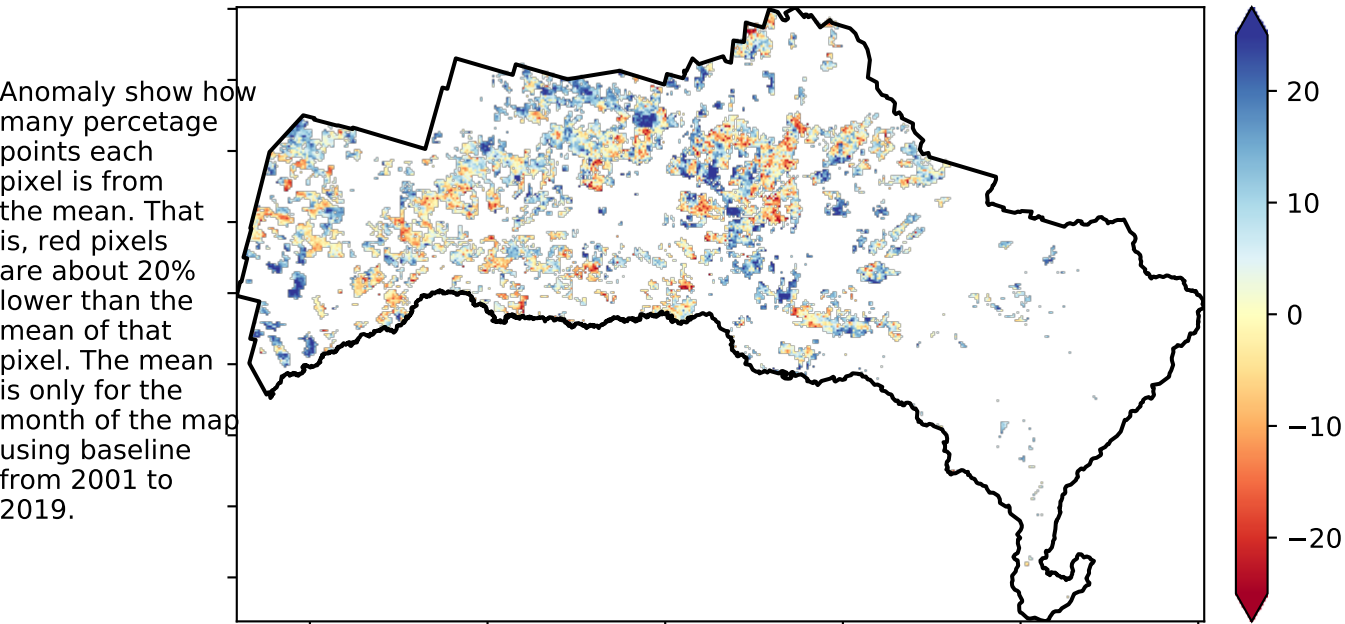 Anomaly show how
many percetage
points each
pixel is from
the mean. That
is, red pixels
are about 20%
lower than the
mean of that
pixel. The mean
is only for the
month of the map
using baseline
from 2001 to
2019.
20
10
0
−10
−20